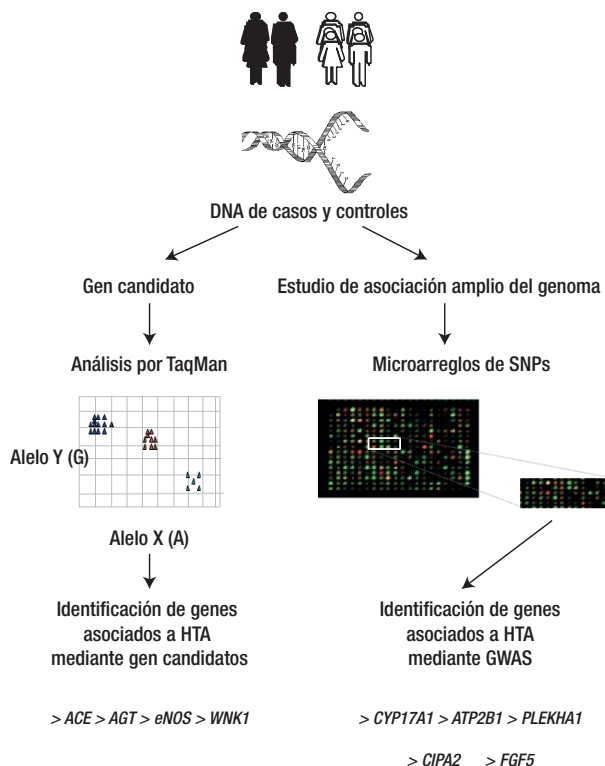 DNA de casos y controles
Gen candidato
Estudio de asociación amplio del genoma
Análisis por TaqMan
Microarreglos de SNPs
Alelo Y (G)
Alelo X (A)
Identificación de genes
asociados a HTA
mediante gen candidatos
Identificación de genes
asociados a HTA
mediante GWAS
> ACE > AGT > eNOS > WNK1
> CYP17A1 > ATP2B1 > PLEKHA1
> CIPA2 > FGF5